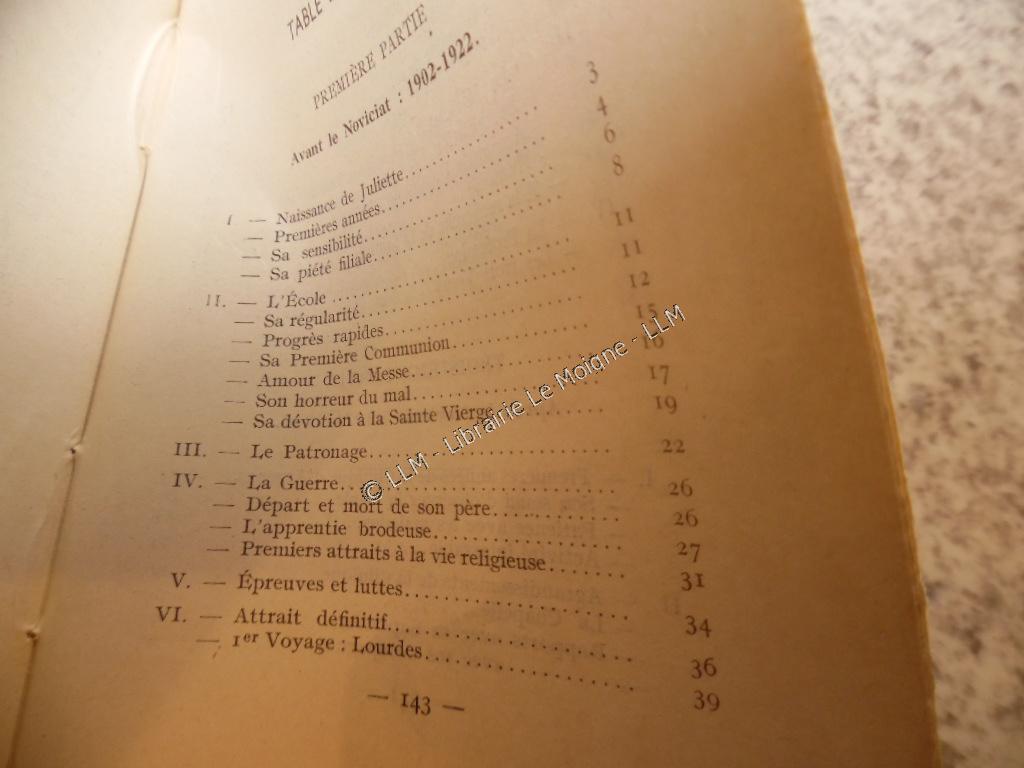 TABLE
PREMIÈRE PARTIE
Avant le Noviciat : 1902-1922.
I — Naissance de Juliette.................. 3
— Premières années.................. 4
— Sa sensibilité.................. 6
— Sa piété filiale.................. 8
II. — L'École .................. 11
— Sa régularité.................. 11
— Progrès rapides.................. 12
— Sa Première Communion.................. 15
— Amour de la Messe.................. 16
— Son horreur du mal.................. 17
— Sa dévotion à la Sainte Vierge.................. 19
III. — Le Patronage.................. 22
IV. — La Guerre.................. 26
— Départ et mort de son père.................. 26
— L'apprentie brodeuse.................. 27
— Premiers attraits à la vie religieuse........ 31
V. — Épreuves et luttes.................. 34
VI. — Attrait définitif.................. 36
— 1er Voyage : Lourdes.................. 39
— 143 —
© LLM - Librairie Le Moigne - LLM